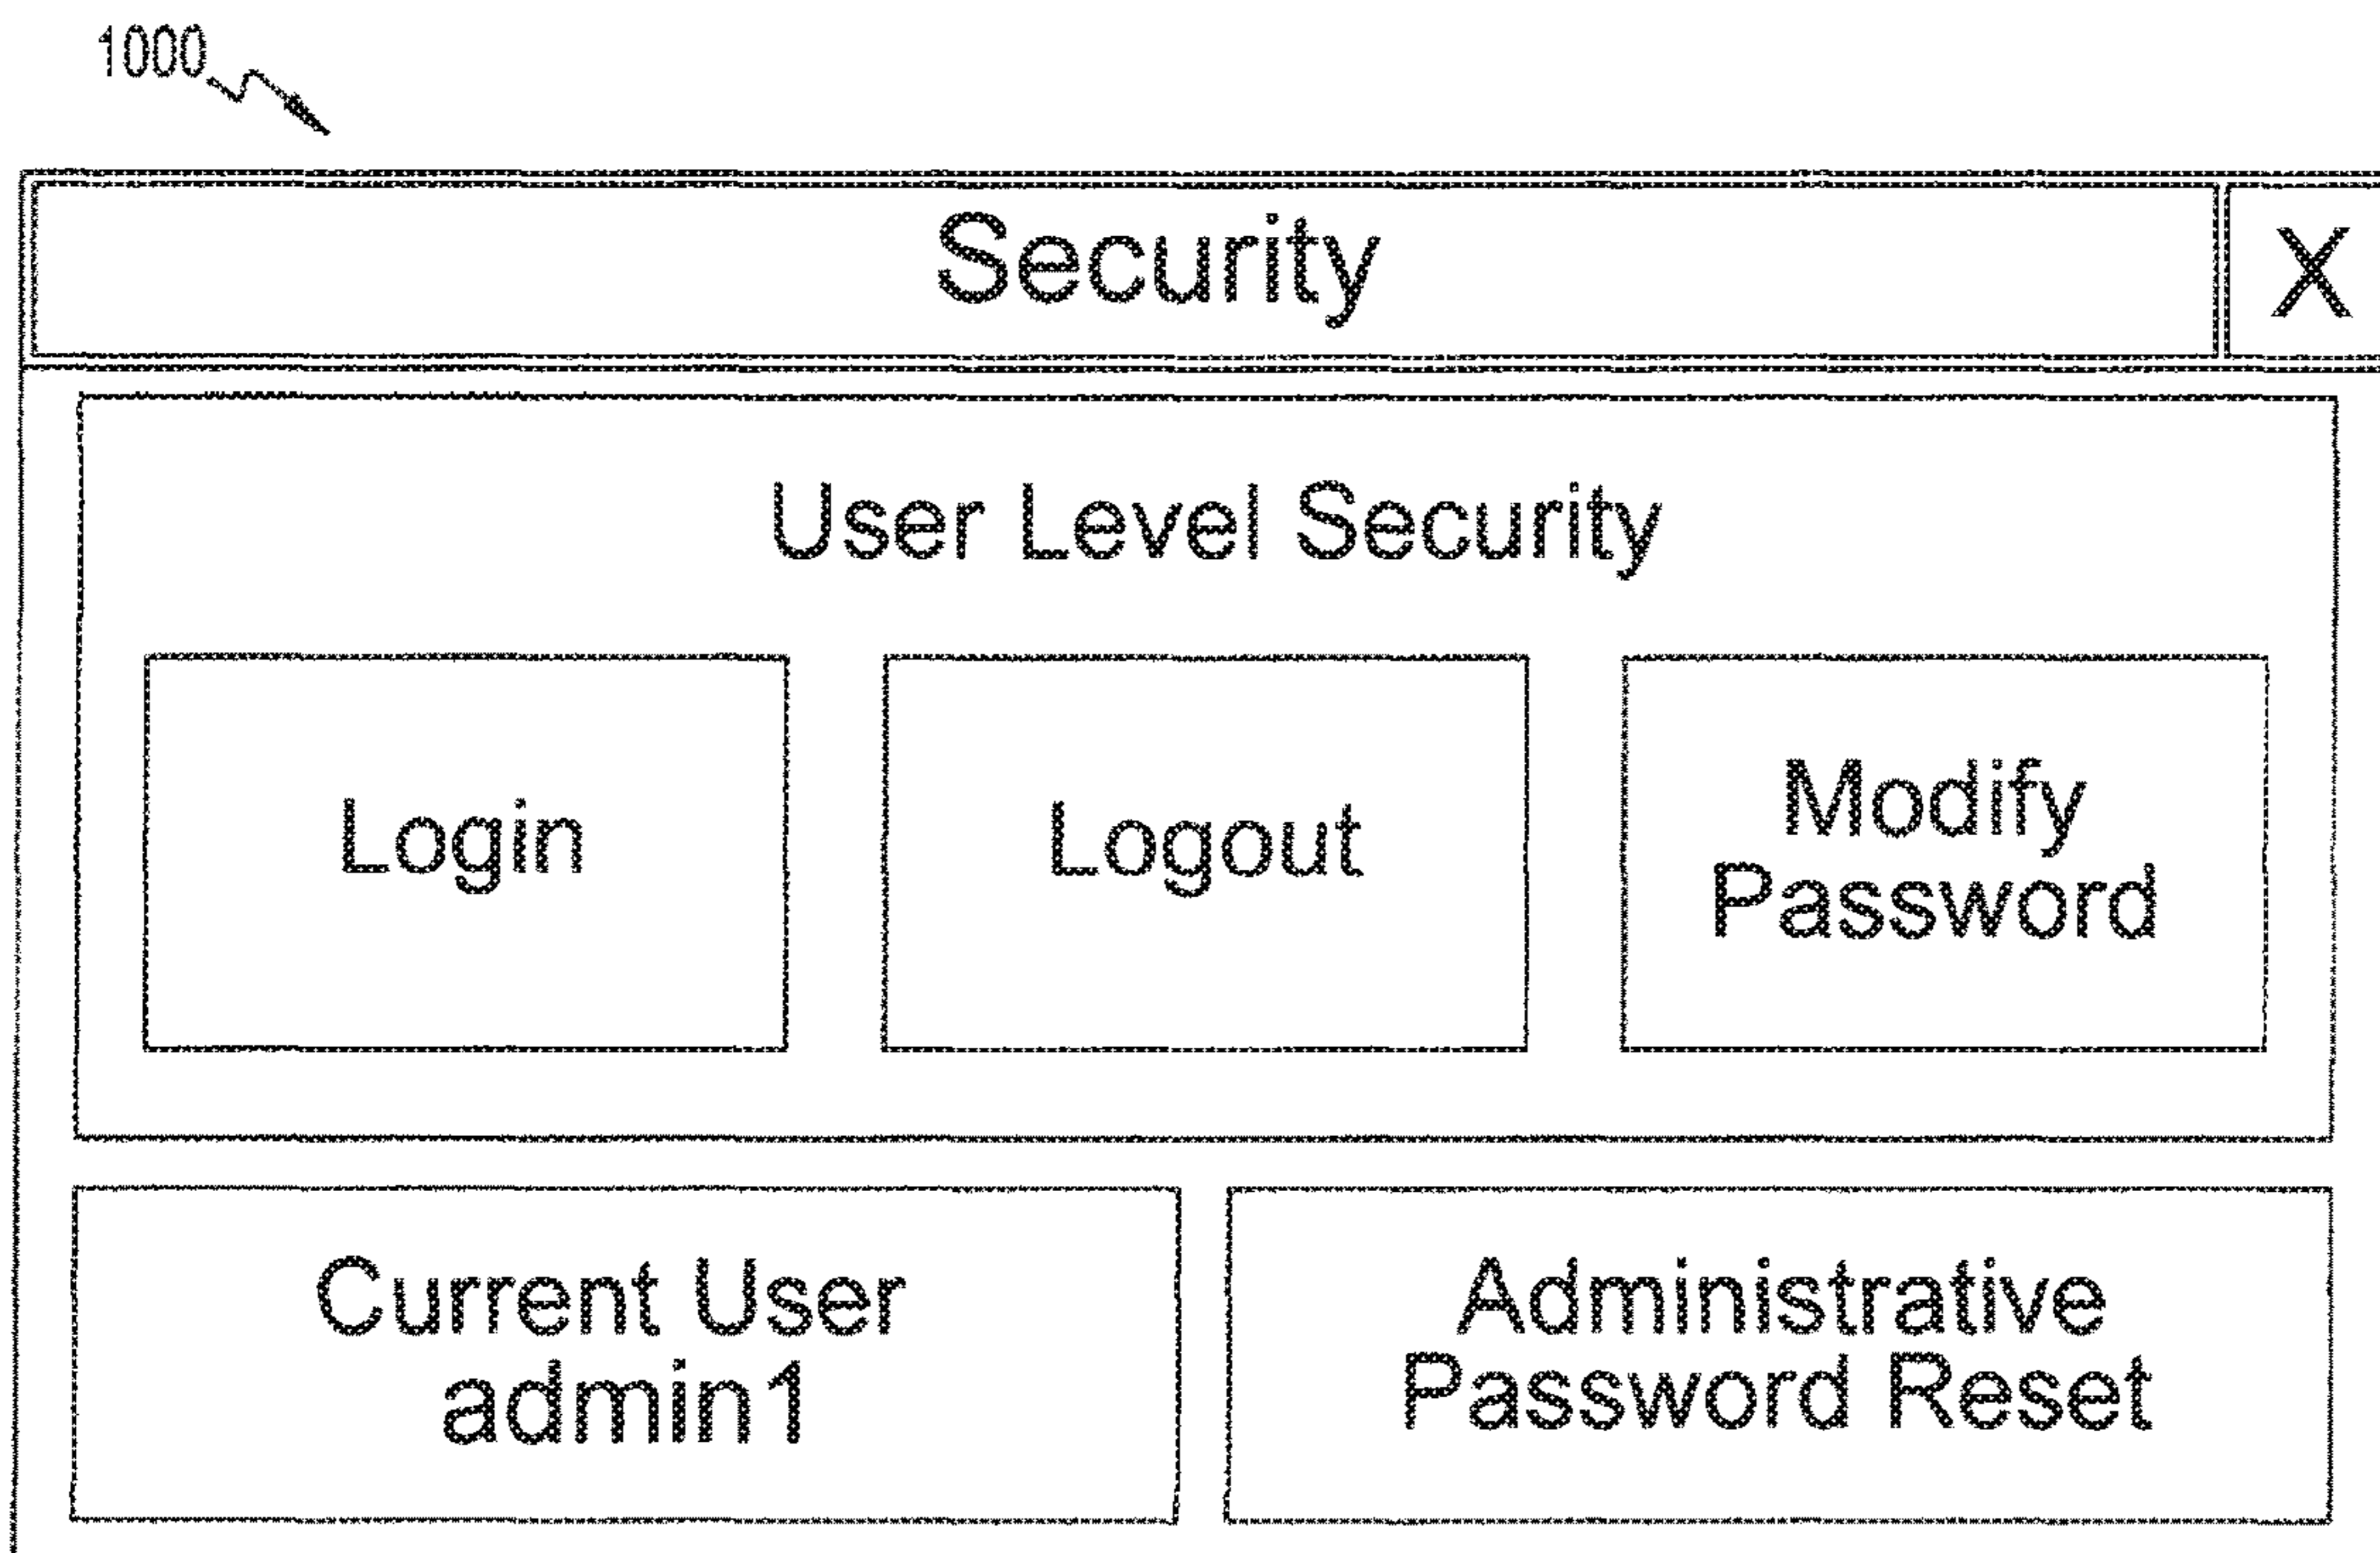 1000
Security X
User Level Security
Login Logout Modify
Password
Current User Administrative
admin1 Password Reset